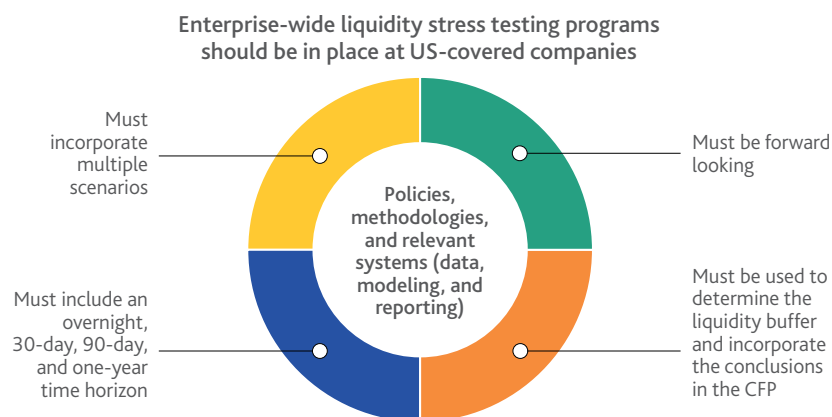 Enterprise-wide liquidity stress testing programs
should be in place at US-covered companies
Must
incorporate
multiple
scenarios
Must be forward
looking
Policies,
methodologies,
and relevant
systems (data,
modeling, and
reporting)
Must include an
overnight,
30-day, 90-day,
and one-year
time horizon
Must be used to
determine the
liquidity buffer
and incorporate
the conclusions
in the CFP